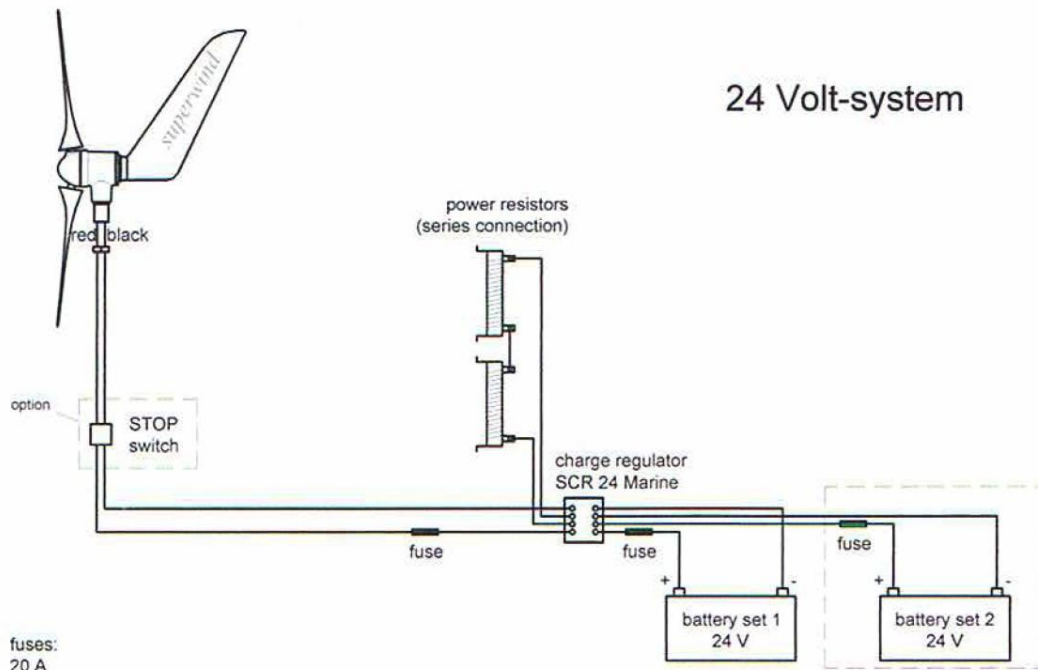 superwind
24 Volt-system
red black
power resistors
(series connection)
option
STOP
switch
charge regulator
SCR 24 Marine
fuse
fuse
fuse
+
-
+
-
battery set 1
24 V
battery set 2
24 V
fuses:
20 A